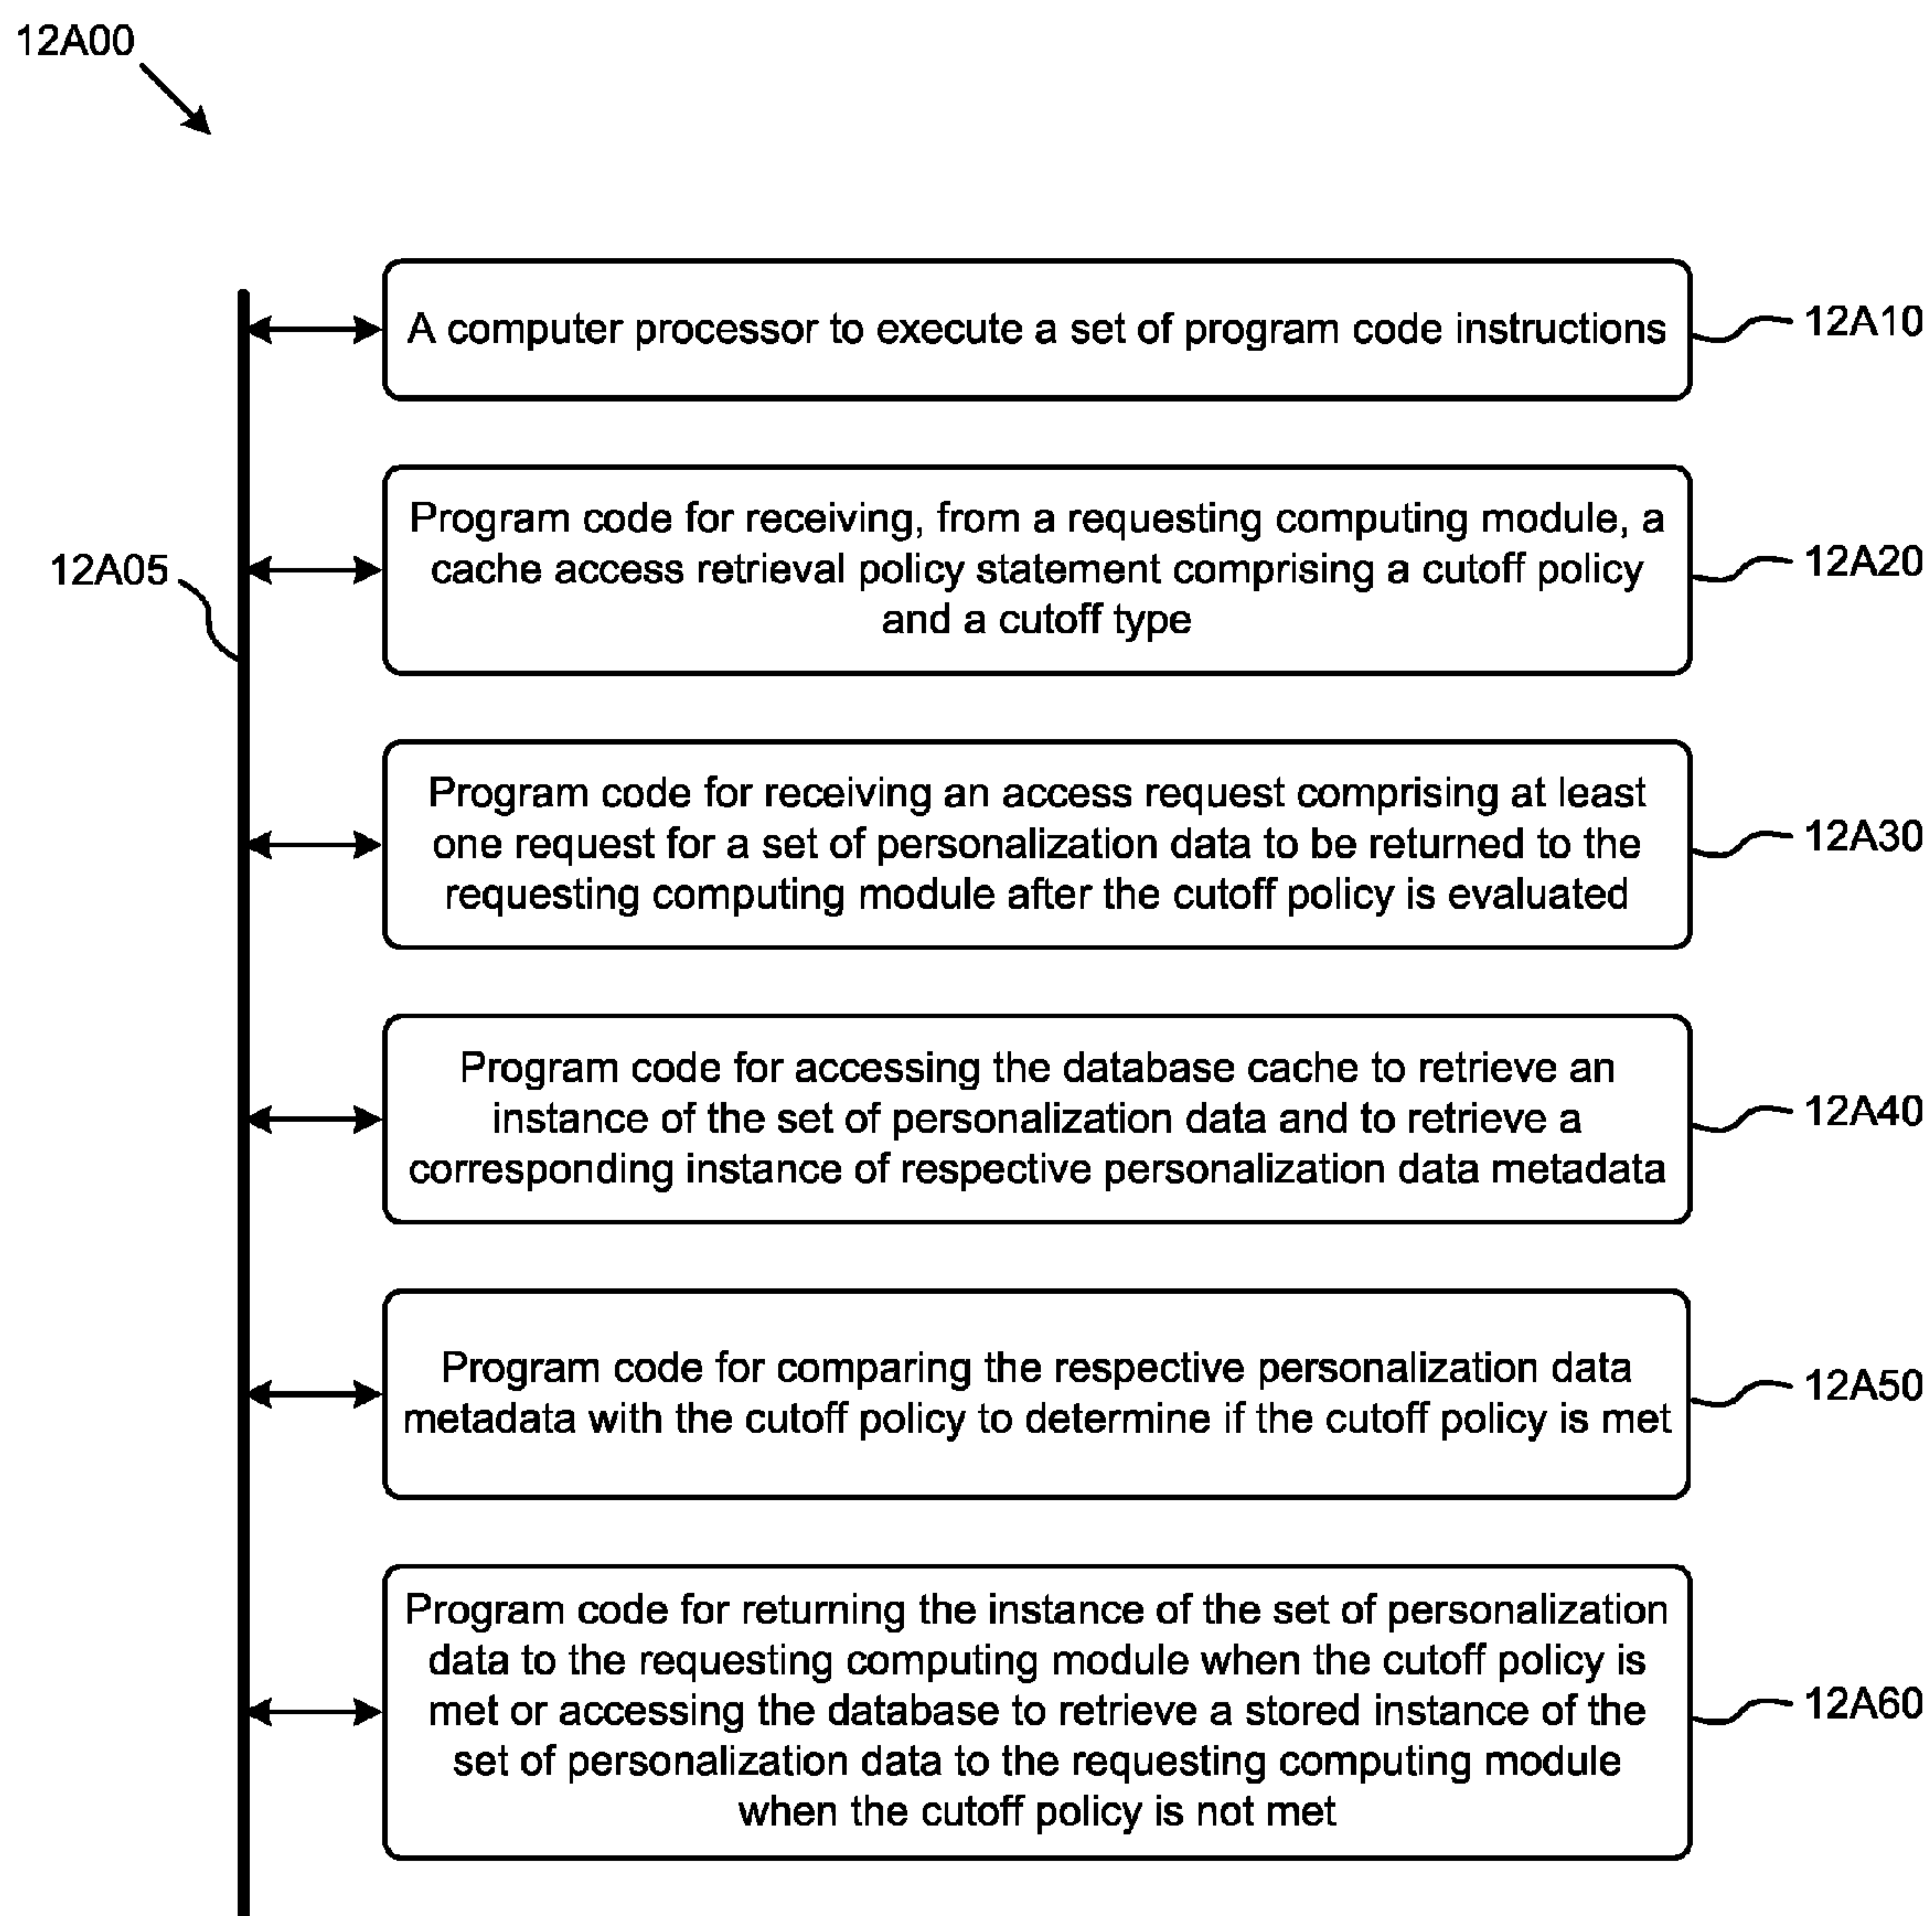 12A00
A computer processor to execute a set of program code instructions
12A10
Program code for receiving, from a requesting computing module, a
cache access retrieval policy statement comprising a cutoff policy
and a cutoff type
12A20
12A05
Program code for receiving an access request comprising at least
one request for a set of personalization data to be returned to the
requesting computing module after the cutoff policy is evaluated
12A30
Program code for accessing the database cache to retrieve an
instance of the set of personalization data and to retrieve a
corresponding instance of respective personalization data metadata
12A40
Program code for comparing the respective personalization data
metadata with the cutoff policy to determine if the cutoff policy is met
12A50
Program code for returning the instance of the set of personalization
data to the requesting computing module when the cutoff policy is
met or accessing the database to retrieve a stored instance of the
set of personalization data to the requesting computing module
when the cutoff policy is not met
12A60